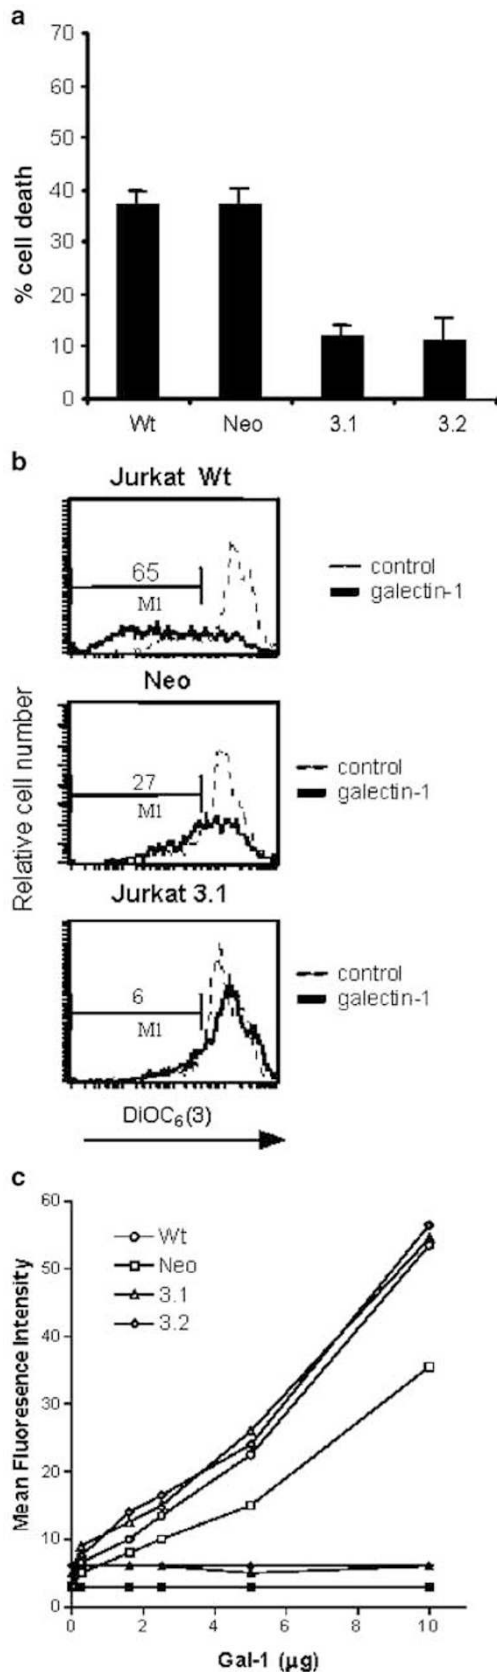 a
% cell death
70
60
50
40
30
20
10
0
Wt Neo 3.1 3.2
b
Jurkat Wt
65
M1
control
galectin-1
Neo
27
M1
control
galectin-1
Jurkat 3.1
6
M1
control
galectin-1
Relative cell number
DiOC6(3)
c
Mean Fluoresence Intensity
60
50
40
30
20
10
0
Wt
Neo
3.1
3.2
0 2 4 6 8 10
Gal-1 (µg)